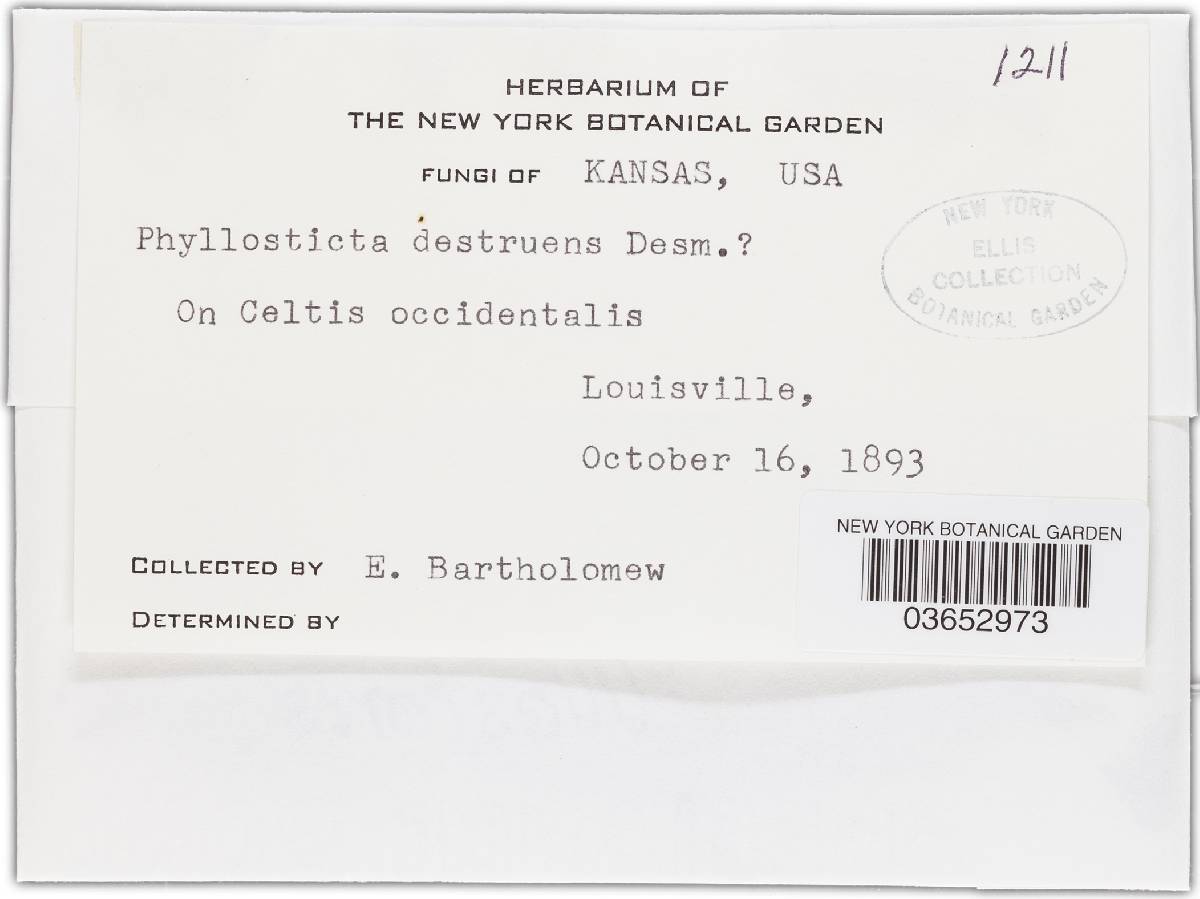 1211
HERBARIUM OF
THE NEW YORK BOTANICAL GARDEN
FUNGI OF KANSAS, USA
Phyllosticta destruens Desm.?
On Celtis occidentalis
NEW YORK
ELLIS
COLLECTION
BOTANICAL GARDEN
Louisville,
October 16, 1893
COLLECTED BY E. Bartholomew
DETERMINED BY
NEW YORK BOTANICAL GARDEN
03652973